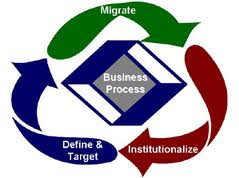 Migrate
Business
Process
Define &
Target
Institutionalize